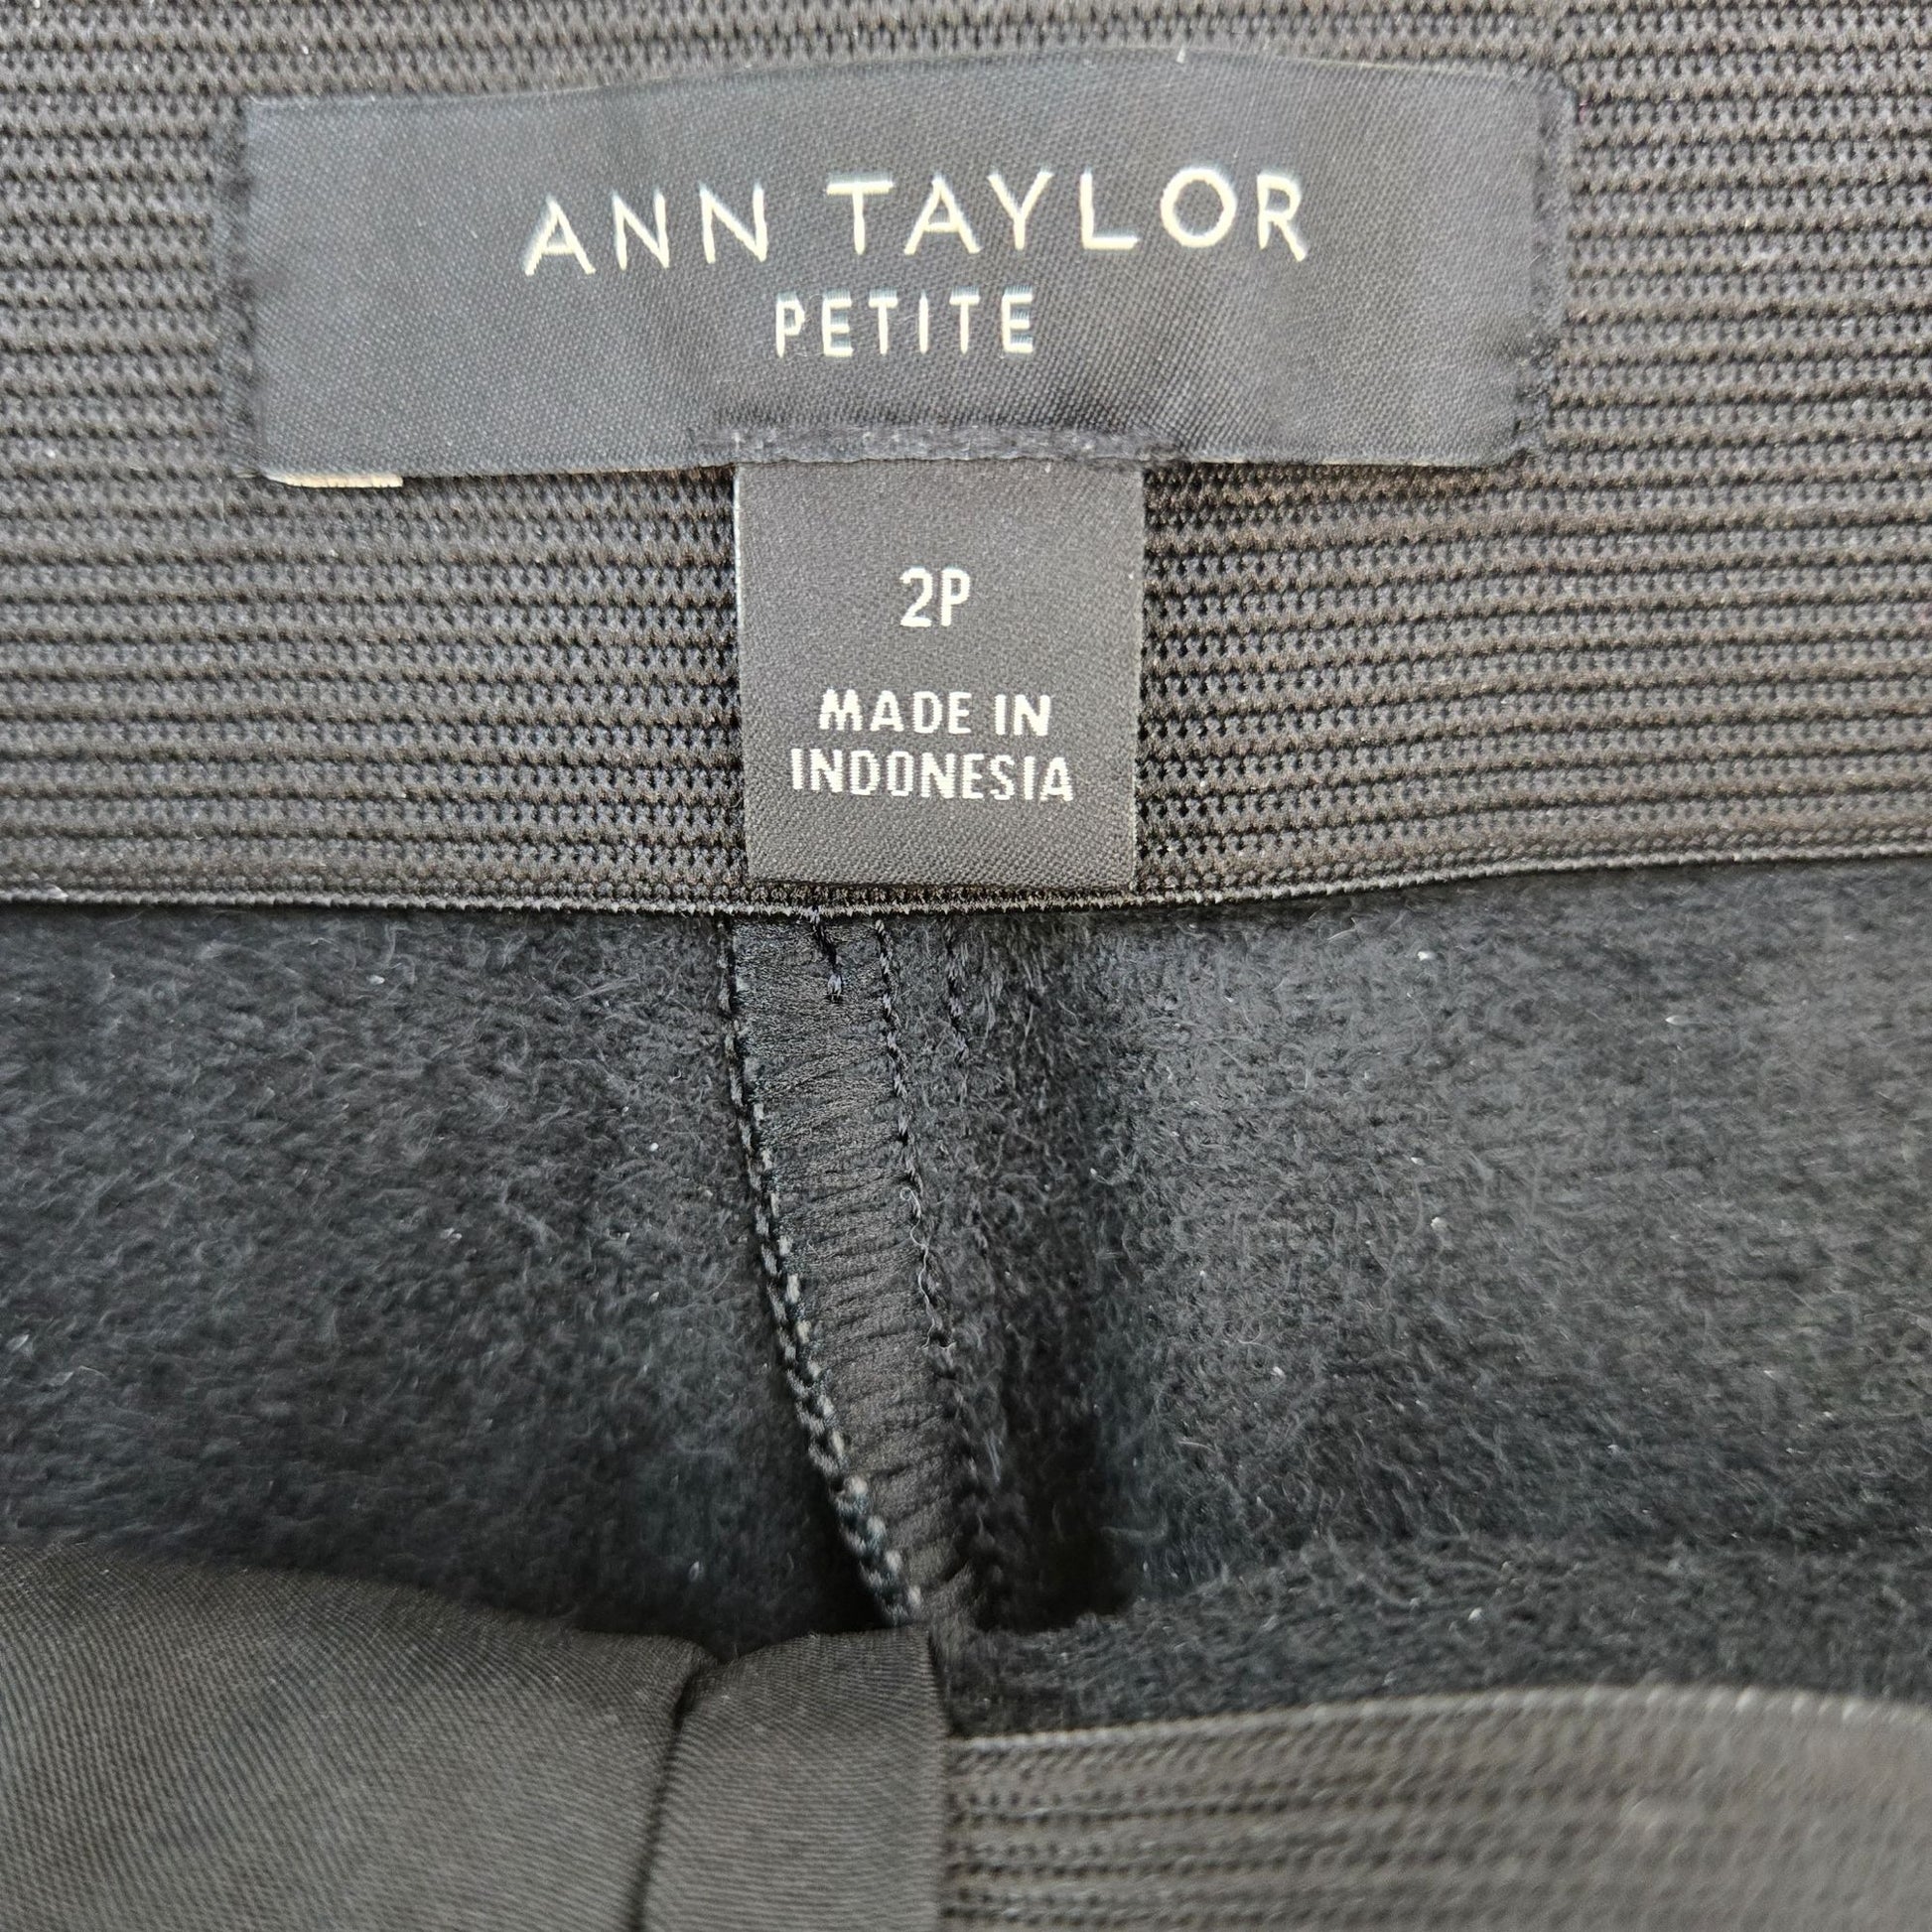 ANN TAYLOR
PETITE
2P
MADE IN
INDONESIA